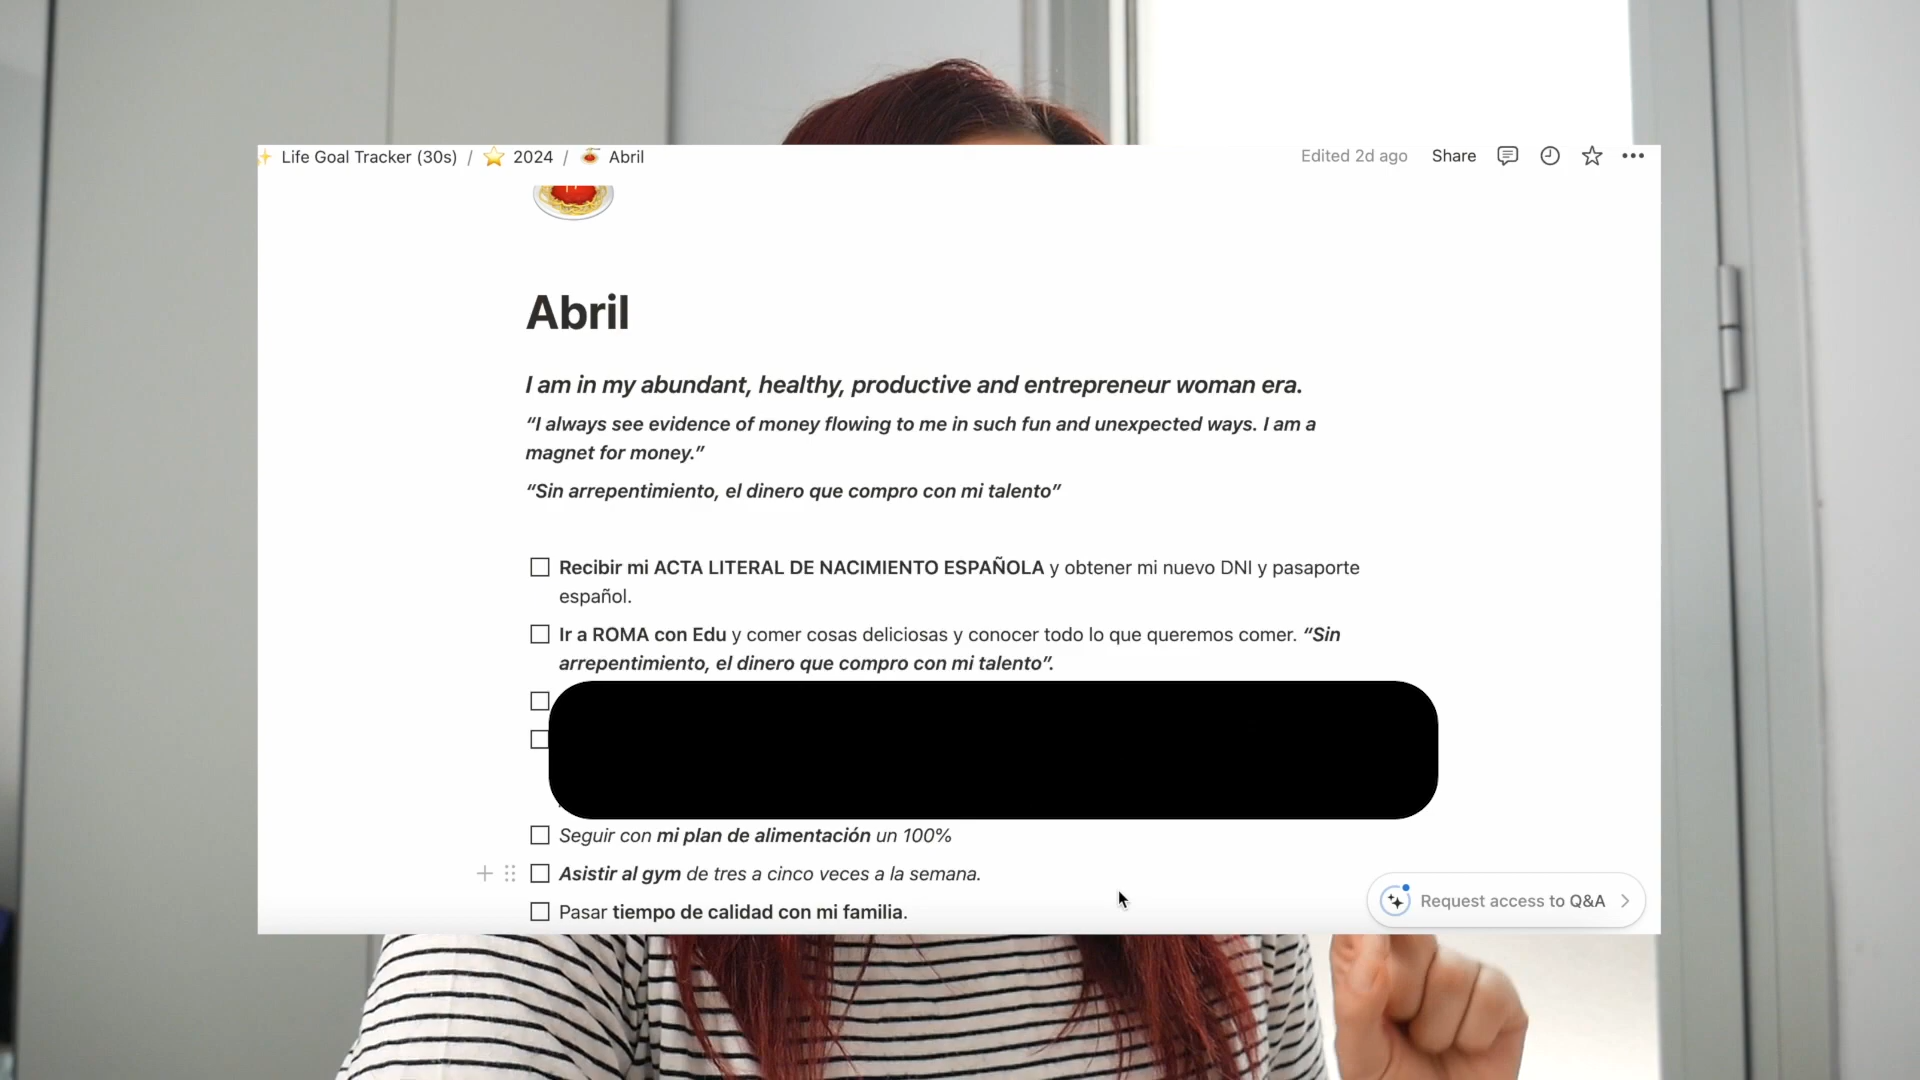 Life Goal Tracker (30s) / 2024 / Abril
Edited 2d ago Share
Abril
I am in my abundant, healthy, productive and entrepreneur woman era.
“I always see evidence of money flowing to me in such fun and unexpected ways. I am a
magnet for money.”
“Sin arrepentimiento, el dinero que compro con mi talento”
Recibir mi ACTA LITERAL DE NACIMIENTO ESPAÑOLA y obtener mi nuevo DNI y pasaporte
español.
Ir a ROMA con Edu y comer cosas deliciosas y conocer todo lo que queremos comer. “Sin
arrepentimiento, el dinero que compro con mi talento”.
Seguir con mi plan de alimentación un 100%
Asistir al gym de tres a cinco veces a la semana.
Pasar tiempo de calidad con mi familia.
Request access to Q&A